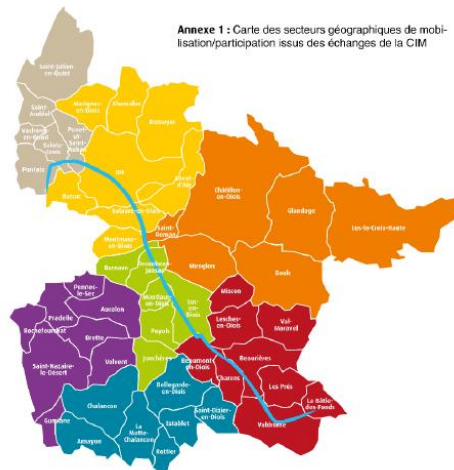 Annexe 1 : Carte des secteurs géographiques de mobi-
lisation/participation issus des échanges de la CIM
Saint-Julien
en-Quint
Saint-
Andéol
Marignac
en-Diois
Chamaloc
Romeyer
Vachères
en-Quint
Sainte-
Croix
Ponet
et Saint-
Auban
Pontaix
Die
Laval
d'Aix
Barsac
Solaure-en-Diois
Montmaur
en-Diois
Saint-
Roman
Châtillon
en-Diois
Glandage
Lus-la-Croix-Haute
Menglon
Boulc
Barnave
Recoubeau
Jansac
Montlaur
en-Diois
Luc
en-Diois
Poyols
Jonchères
Miscon
Lesches-
en-Diois
Val-
Maravel
Beaumont
en-Diois
Beaurières
Charens
Les Prés
La Bâtie-
des-Fonds
Valdrôme
Pennes-
le-Sec
Aucelon
Pradelle
Rochefourchat
Brette
Saint-Nazaire
le-Désert
Volvent
Gumiane
Bellegarde
en-Diois
Chalancon
La
Motte-
Chalancon
Establet
Saint-Dizier
en-Diois
Arnayon
Rottier